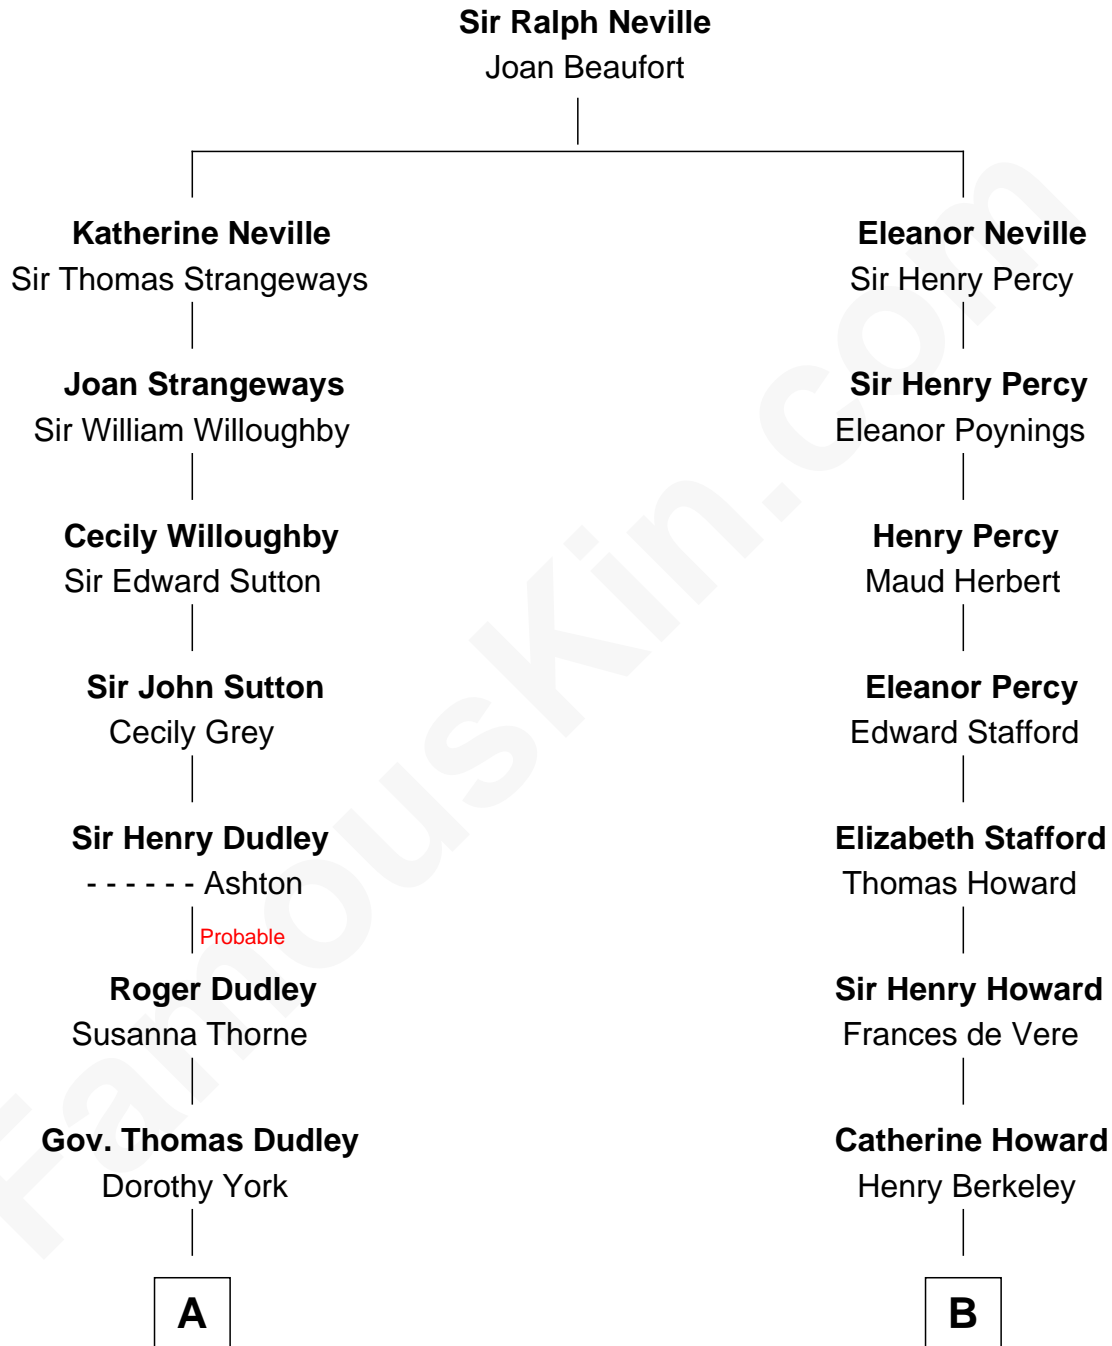 Sir Ralph Neville
Joan Beaufort
Katherine Neville
Sir Thomas Strangeways
Eleanor Neville
Sir Henry Percy
Joan Strangeways
Sir William Willoughby
Sir Henry Percy
Eleanor Poynings
Cecily Willoughby
Sir Edward Sutton
Henry Percy
Maud Herbert
Sir John Sutton
Cecily Grey
Eleanor Percy
Edward Stafford
Sir Henry Dudley
- - - - - - Ashton
Probable
Elizabeth Stafford
Thomas Howard
Roger Dudley
Susanna Thorne
Sir Henry Howard
Frances de Vere
Gov. Thomas Dudley
Dorothy York
Catherine Howard
Henry Berkeley
A
B
FamousKin.com